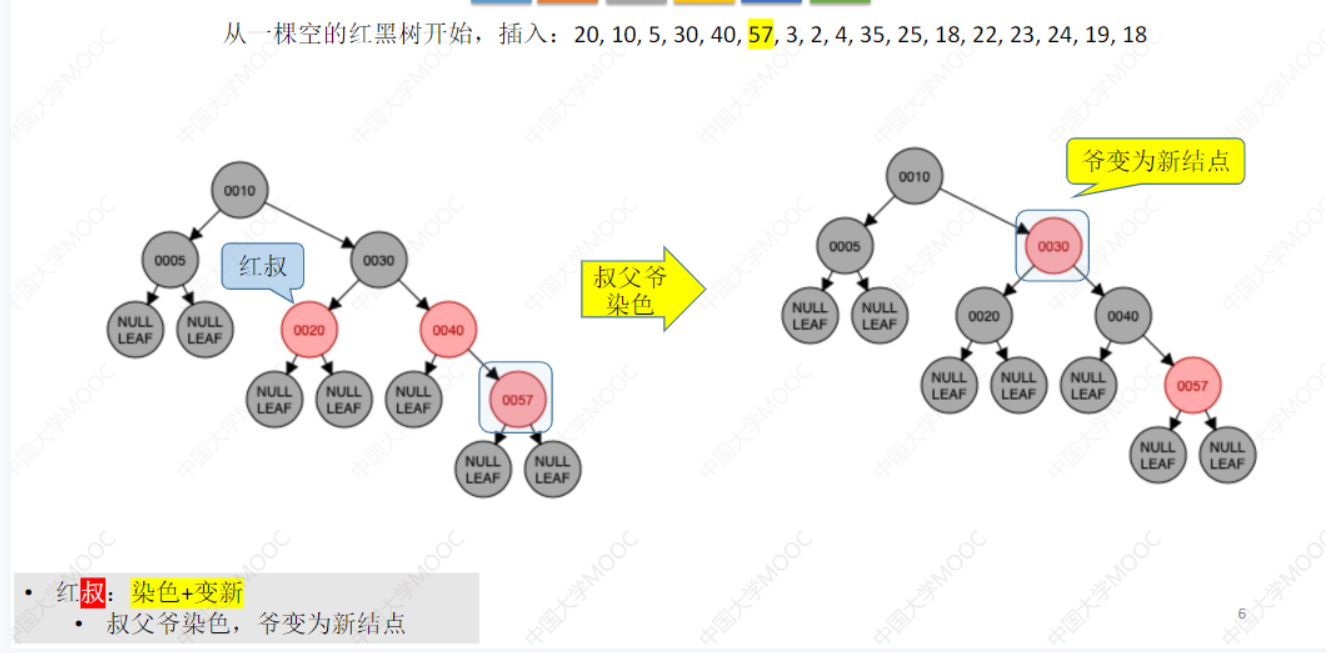 从一棵空的红黑树开始，插入：20, 10, 5, 30, 40, 57, 3, 2, 4, 35, 25, 18, 22, 23, 24, 19, 18
0010
0005
红叔
0030
NULL LEAF
NULL LEAF
0020
0040
NULL LEAF
NULL LEAF
NULL LEAF
0057
NULL LEAF
NULL LEAF
叔父爷
染色
爷变为新结点
0010
0005
0030
NULL LEAF
NULL LEAF
0020
0040
NULL LEAF
NULL LEAF
NULL LEAF
0057
NULL LEAF
NULL LEAF
• 红叔：染色+变新
• 叔父爷染色，爷变为新结点
6
中国大学MOOC